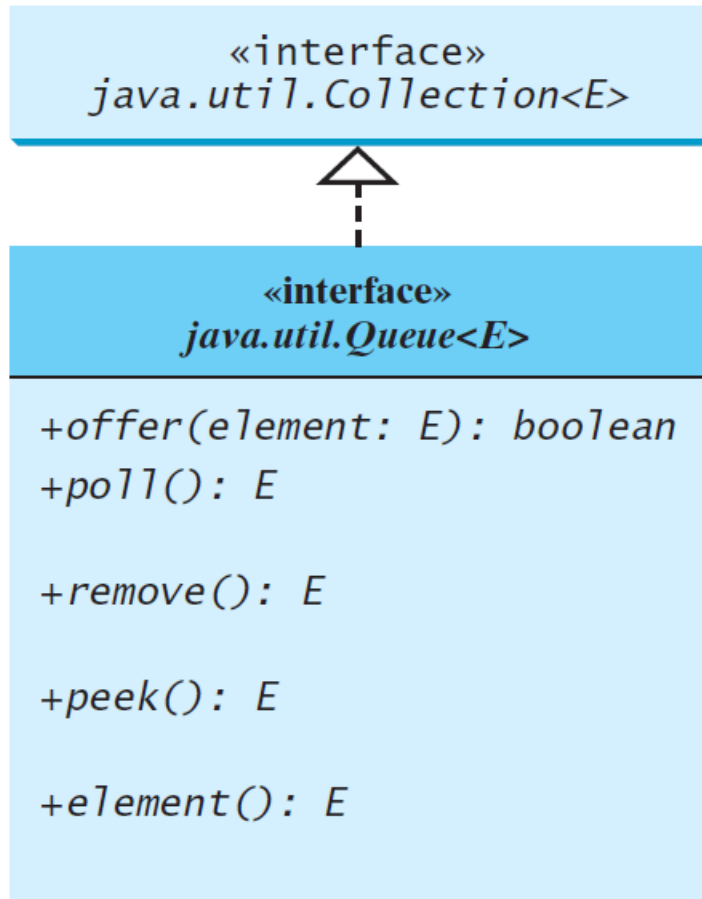 «interface»
java.util.Collection<E>
«interface»
java.util.Queue<E>
+offer(element: E): boolean
+poll(): E
+remove(): E
+peek(): E
+element(): E